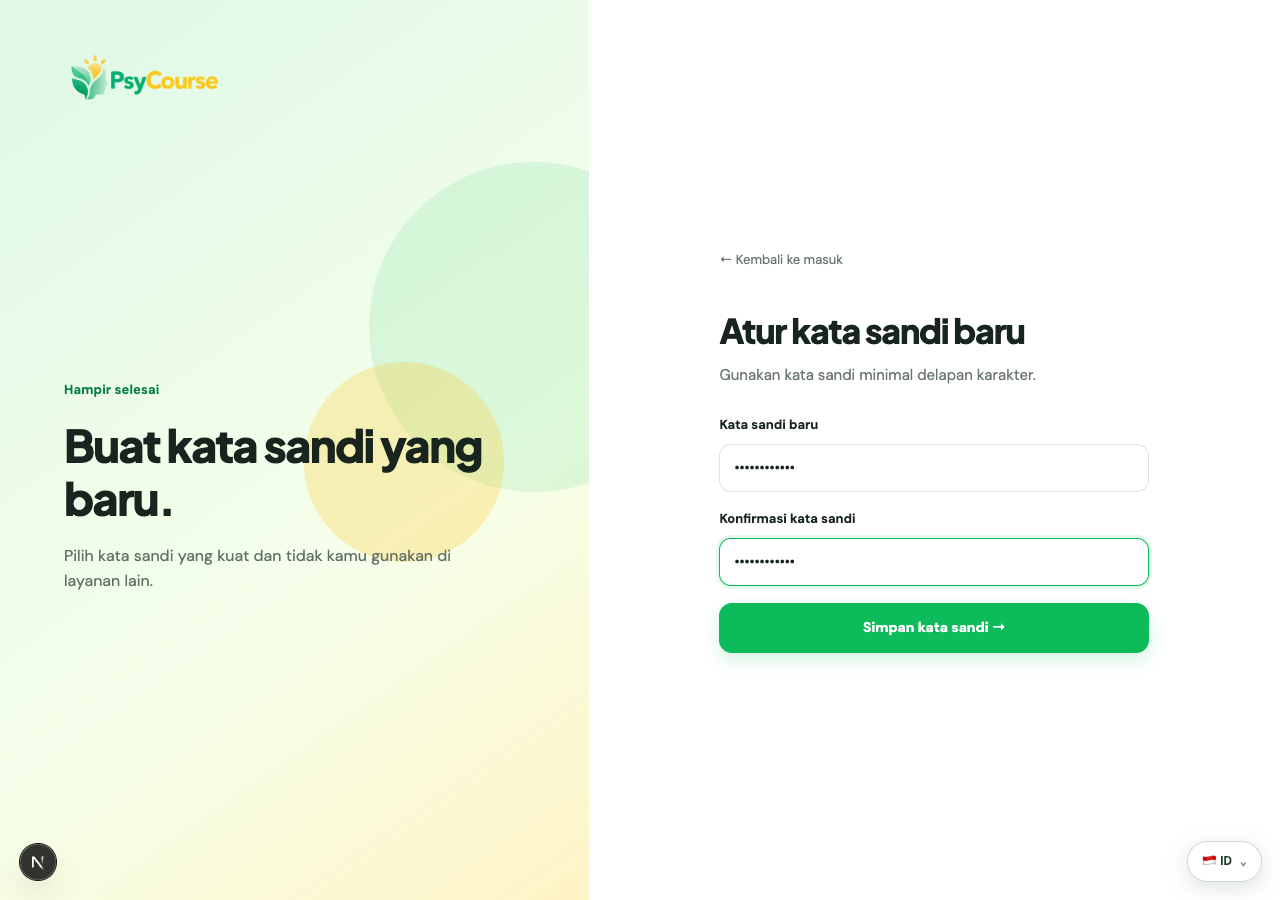 PsyCourse
Hampir selesai
Buat kata sandi yang
baru.
Pilih kata sandi yang kuat dan tidak kamu gunakan di
layanan lain.
← Kembali ke masuk
Atur kata sandi baru
Gunakan kata sandi minimal delapan karakter.
Kata sandi baru
••••••••••••
Konfirmasi kata sandi
••••••••••••
Simpan kata sandi →
N
🇮🇩 ID ⌄